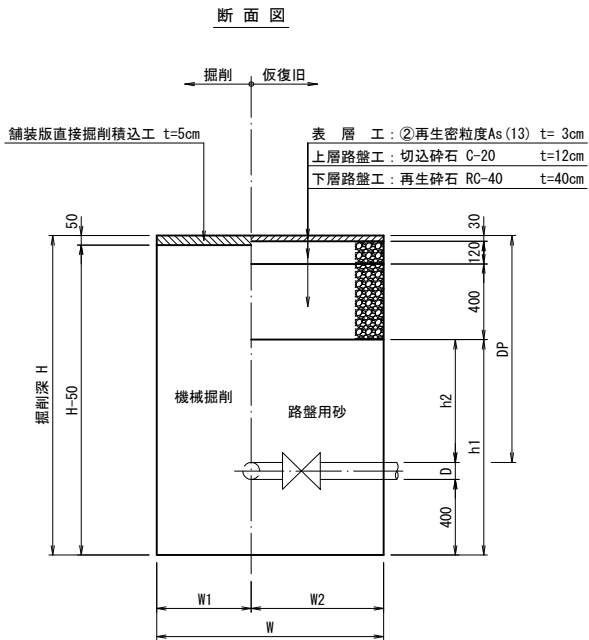 断 面 図
掘削 仮復旧
舗装版直接掘削積込工 t=5cm
表 層 工：②再生密粒度As(13) t= 3cm
上層路盤工：切込砕石 C-20 t=12cm
下層路盤工：再生砕石 RC-40 t=40cm
50
30
120
400
掘削深 H
H-50
DP
機械掘削
路盤用砂
h2
h1
D
400
W1
W2
W